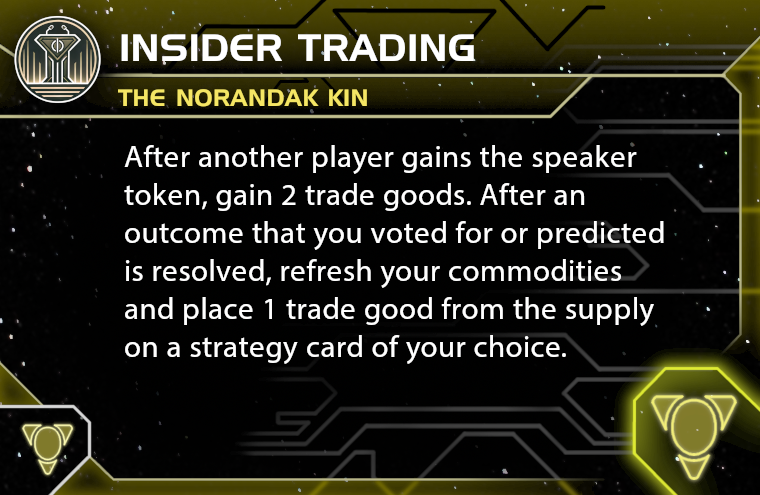 INSIDER TRADING
THE NORANDAK KIN
After another player gains the speaker
token, gain 2 trade goods. After an
outcome that you voted for or predicted
is resolved, refresh your commodities
and place 1 trade good from the supply
on a strategy card of your choice.